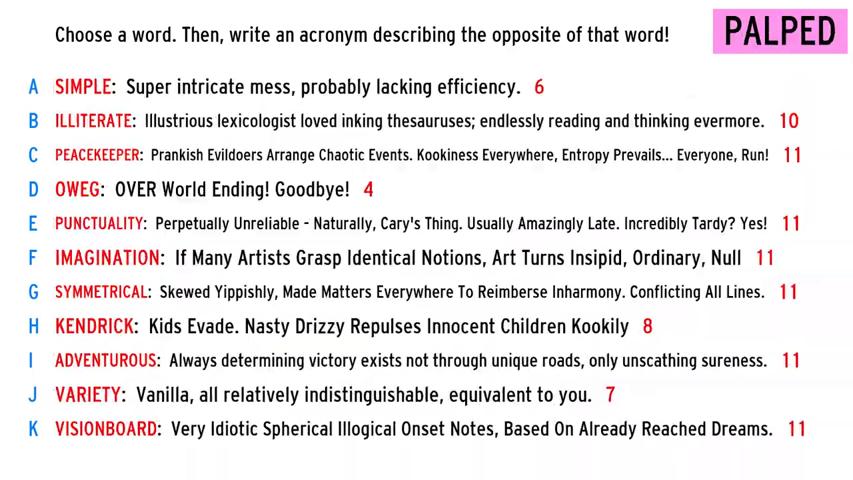 Choose a word. Then, write an acronym describing the opposite of that word!
PALPED
A SIMPLE: Super intricate mess, probably lacking efficiency. 6
B ILLITERATE: Illustrious lexicologist loved inking thesauruses; endlessly reading and thinking evermore. 10
C PEACEKEEPER: Prankish Evildoers Arrange Chaotic Events. Kookiness Everywhere, Entropy Prevails... Everyone, Run! 11
D OWEG: OVER World Ending! Goodbye! 4
E PUNCTUALITY: Perpetually Unreliable - Naturally, Cary's Thing. Usually Amazingly Late. Incredibly Tardy? Yes! 11
F IMAGINATION: If Many Artists Grasp Identical Notions, Art Turns Insipid, Ordinary, Null 11
G SYMMETRICAL: Skewed Yippishly, Made Matters Everywhere To Reimberse Inharmony. Conflicting All Lines. 11
H KENDRICK: Kids Evade. Nasty Drizzy Repulses Innocent Children Kookily 8
I ADVENTUROUS: Always determining victory exists not through unique roads, only unscathing sureness. 11
J VARIETY: Vanilla, all relatively indistinguishable, equivalent to you. 7
K VISIONBOARD: Very Idiotic Spherical Illogical Onset Notes, Based On Already Reached Dreams. 11